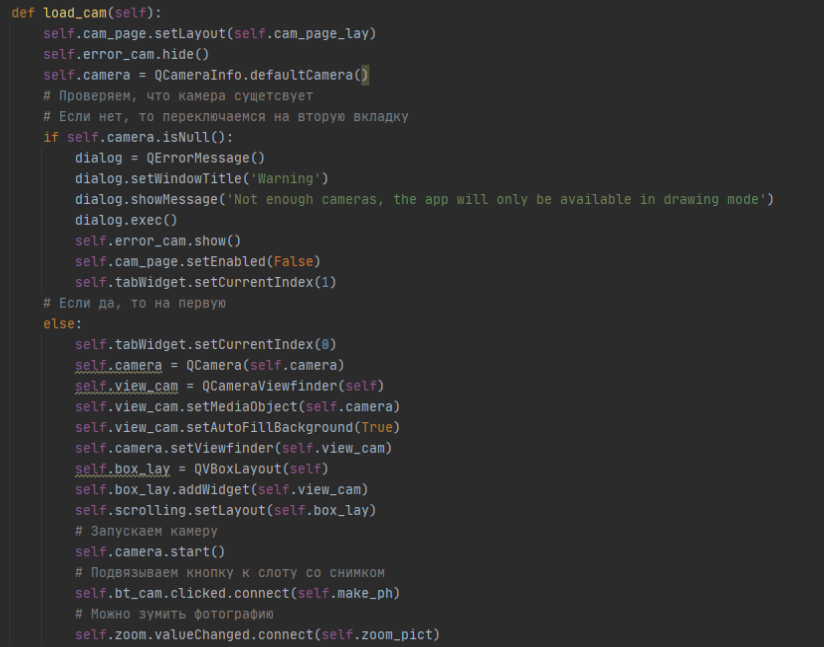 def load_cam(self):
    self.cam_page.setLayout(self.cam_page_lay)
    self.error_cam.hide()
    self.camera = QCameraInfo.defaultCamera()
    # Проверяем, что камера сущетсвует
    # Если нет, то переключаемся на вторую вкладку
    if self.camera.isNull():
        dialog = QErrorMessage()
        dialog.setWindowTitle('Warning')
        dialog.showMessage('Not enough cameras, the app will only be available in drawing mode')
        dialog.exec()
        self.error_cam.show()
        self.cam_page.setEnabled(False)
        self.tabWidget.setCurrentIndex(1)
    # Если да, то на первую
    else:
        self.tabWidget.setCurrentIndex(0)
        self.camera = QCamera(self.camera)
        self.view_cam = QCameraViewfinder(self)
        self.view_cam.setMediaObject(self.camera)
        self.view_cam.setAutoFillBackground(True)
        self.camera.setViewfinder(self.view_cam)
        self.box_lay = QVBoxLayout(self)
        self.box_lay.addWidget(self.view_cam)
        self.scrolling.setLayout(self.box_lay)
        # Запускаем камеру
        self.camera.start()
        # Подвязываем кнопку к слоту со снимком
        self.bt_cam.clicked.connect(self.make_ph)
        # Можно зумить фотографию
        self.zoom.valueChanged.connect(self.zoom_pict)